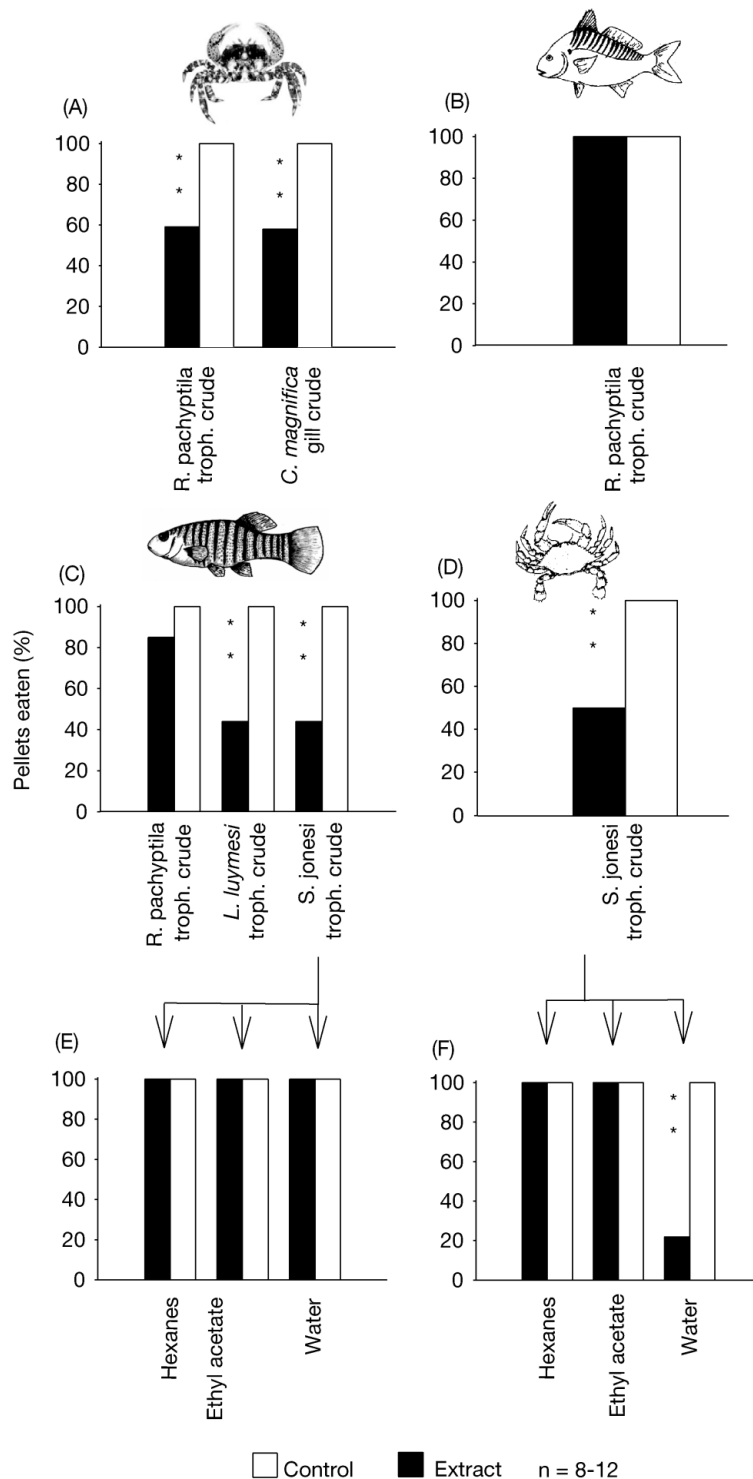 (A)
100
80
60
40
20
0
* *
* *
R. pachyptila
troph. crude
C. magnifica
gill crude
(B)
100
80
60
40
20
0
R. pachyptila
troph. crude
Pellets eaten (%)
(C)
100
80
60
40
20
0
* *
* *
R. pachyptila
troph. crude
L. luymesi
troph. crude
S. jonesi
troph. crude
(D)
100
80
60
40
20
0
*
*
S. jonesi
troph. crude
(E)
100
80
60
40
20
0
Hexanes
Ethyl acetate
Water
(F)
100
80
60
40
20
0
*
*
Hexanes
Ethyl acetate
Water
Control Extract n = 8-12